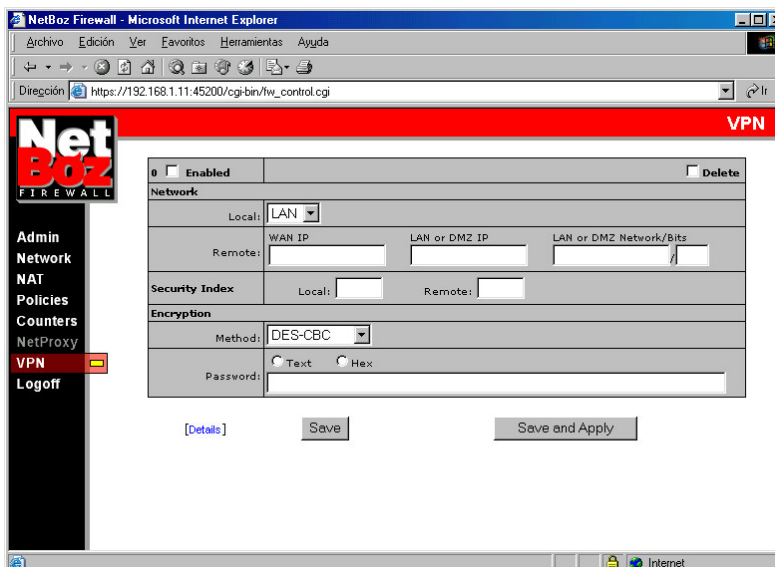 NetBoz Firewall - Microsoft Internet Explorer
Archivo Edición Ver Favoritos Herramientas Ayuda
Dirección https://192.168.1.11:45200/cgi-bin/fw_control.cgi Ir
Net
BOZ
FIREWALL
VPN
Admin
Network
NAT
Policies
Counters
NetProxy
VPN
Logoff
0 Enabled Delete
Network
Local: LAN
WAN IP LAN or DMZ IP LAN or DMZ Network/Bits
Remote: /
Security Index Local: Remote:
Encryption
Method: DES-CBC
Text Hex
Password:
[Details] Save Save and Apply
Internet